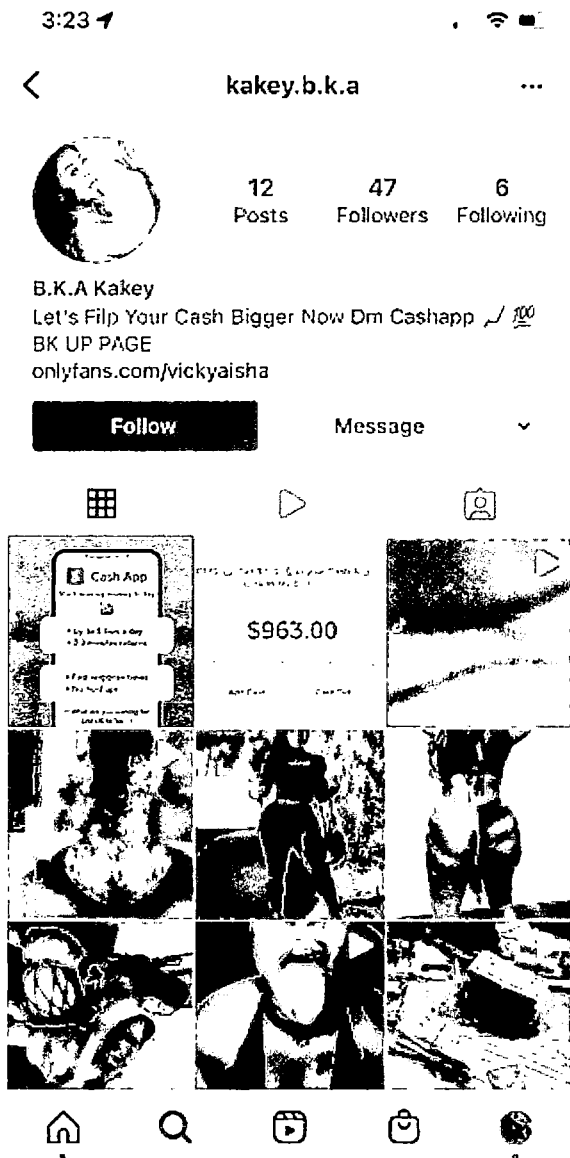 3:23
kakey.b.k.a
12
Posts
47
Followers
6
Following
B.K.A Kakey
Let's Filp Your Cash Bigger Now Dm Cashapp 💯
BK UP PAGE
onlyfans.com/vickyaisha
Follow
Message
Cash App
$963.00